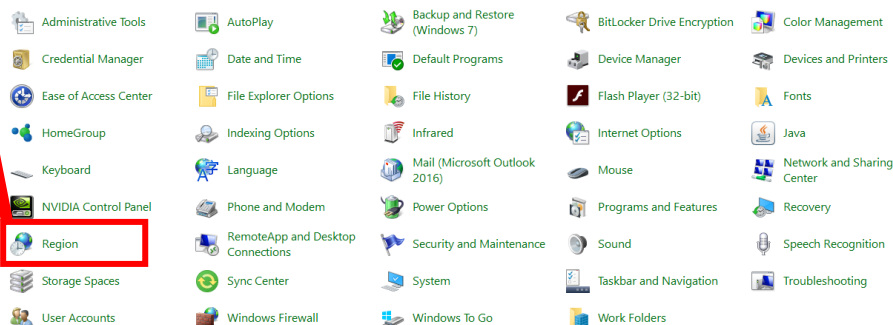 Administrative Tools
AutoPlay
Backup and Restore
(Windows 7)
BitLocker Drive Encryption
Color Management
Credential Manager
Date and Time
Default Programs
Device Manager
Devices and Printers
Ease of Access Center
File Explorer Options
File History
Flash Player (32-bit)
Fonts
HomeGroup
Indexing Options
Infrared
Internet Options
Java
Keyboard
Language
Mail (Microsoft Outlook
2016)
Mouse
Network and Sharing
Center
NVIDIA Control Panel
Phone and Modem
Power Options
Programs and Features
Recovery
Region
RemoteApp and Desktop
Connections
Security and Maintenance
Sound
Speech Recognition
Storage Spaces
Sync Center
System
Taskbar and Navigation
Troubleshooting
User Accounts
Windows Firewall
Windows To Go
Work Folders